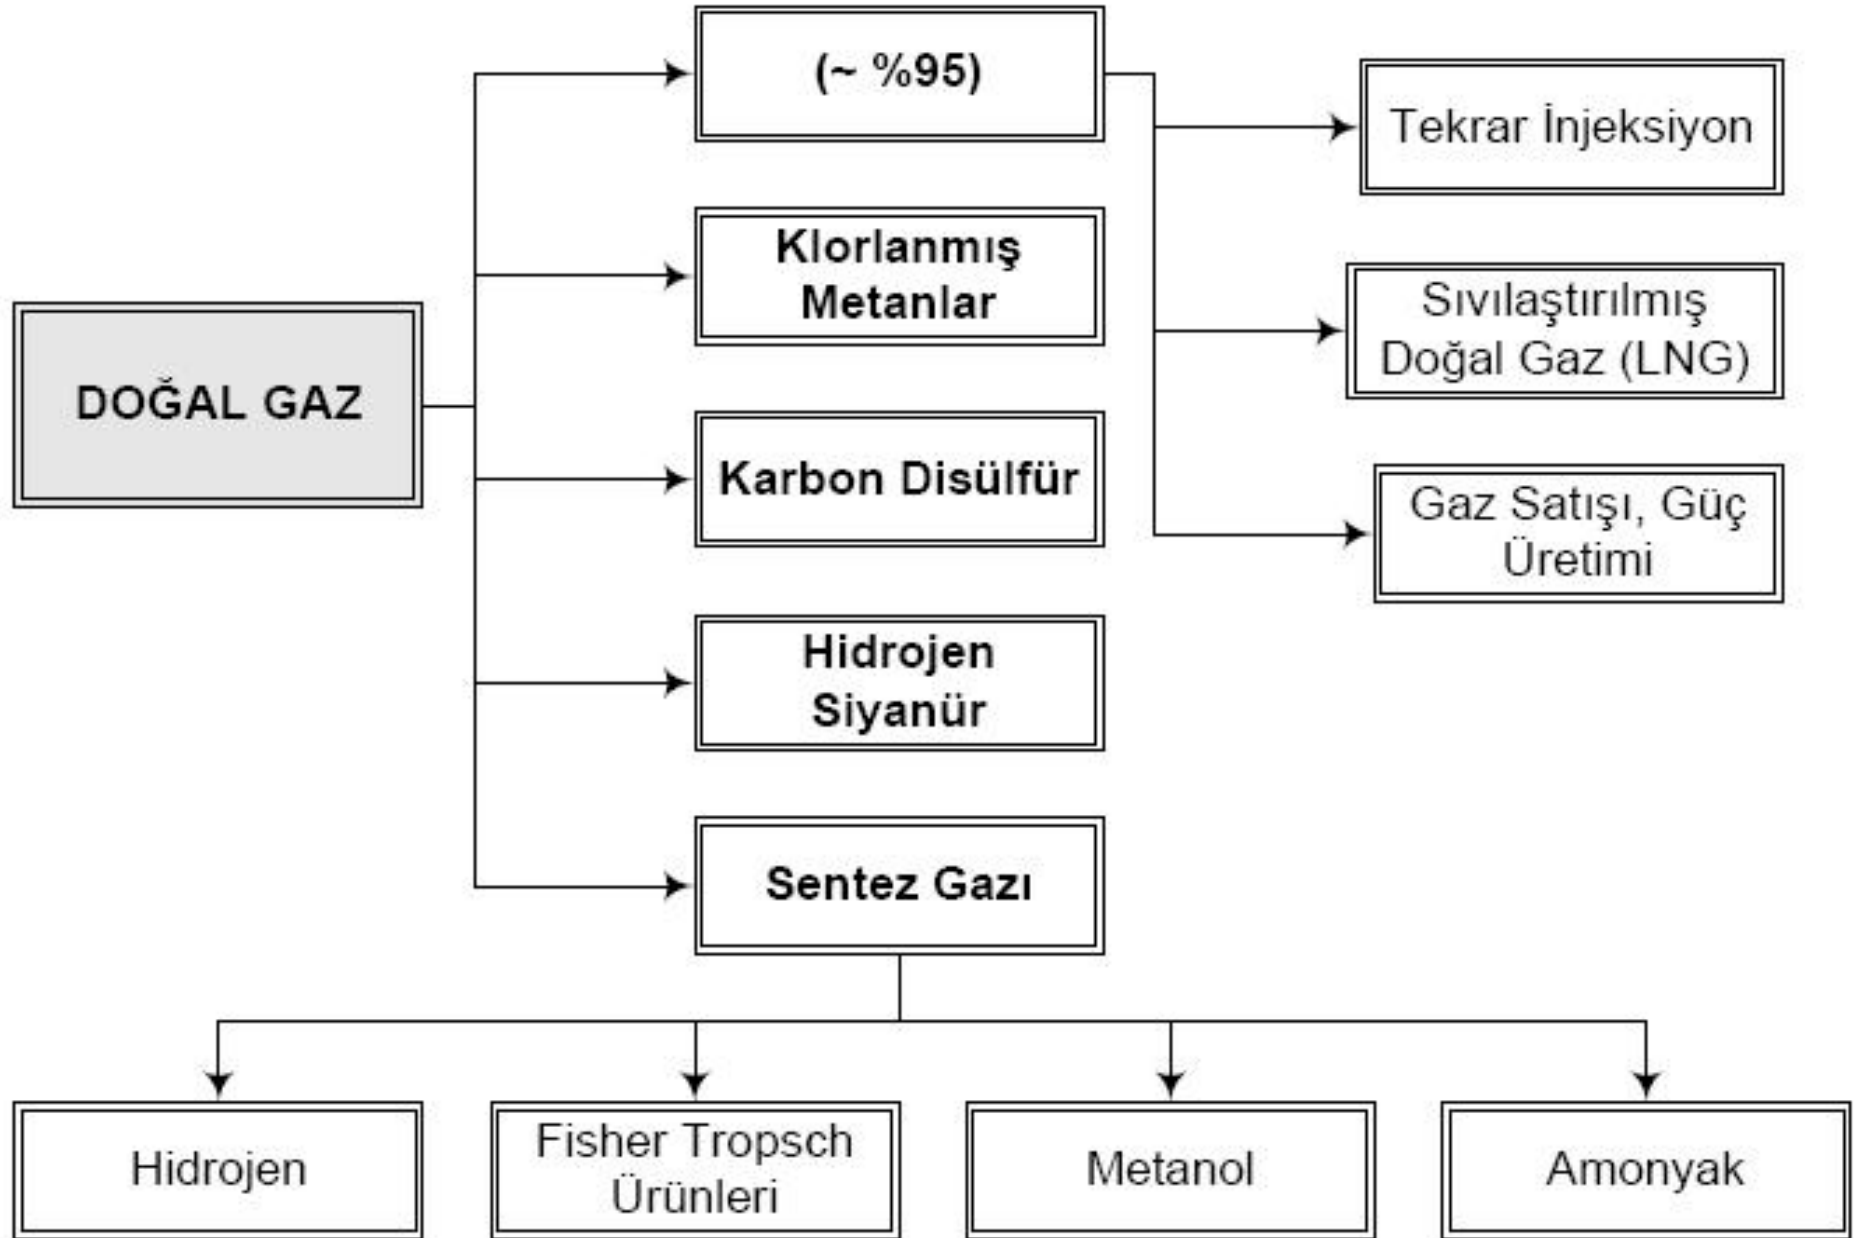 (~ %95)
Tekrar İnjeksiyon
Klorlanmış
Metanlar
Sıvılaştırılmış
Doğal Gaz (LNG)
DOĞAL GAZ
Karbon Disülfür
Gaz Satışı, Güç
Üretimi
Hidrojen
Siyanür
Sentez Gazı
Hidrojen
Fisher Tropsch
Ürünleri
Metanol
Amonyak